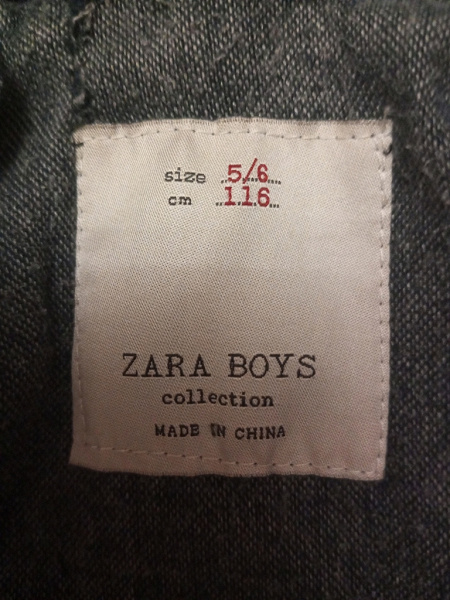 size 5/6
cm 116
ZARA BOYS
collection
MADE IN CHINA